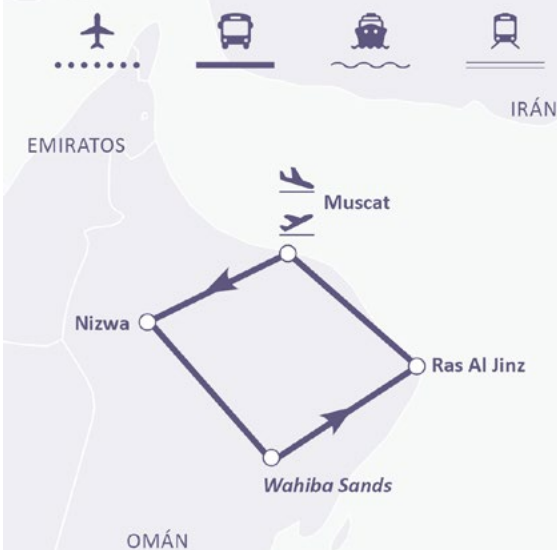 IRÁN
EMIRATOS
Muscat
Nizwa
Ras Al Jinz
Wahiba Sands
OMÁN